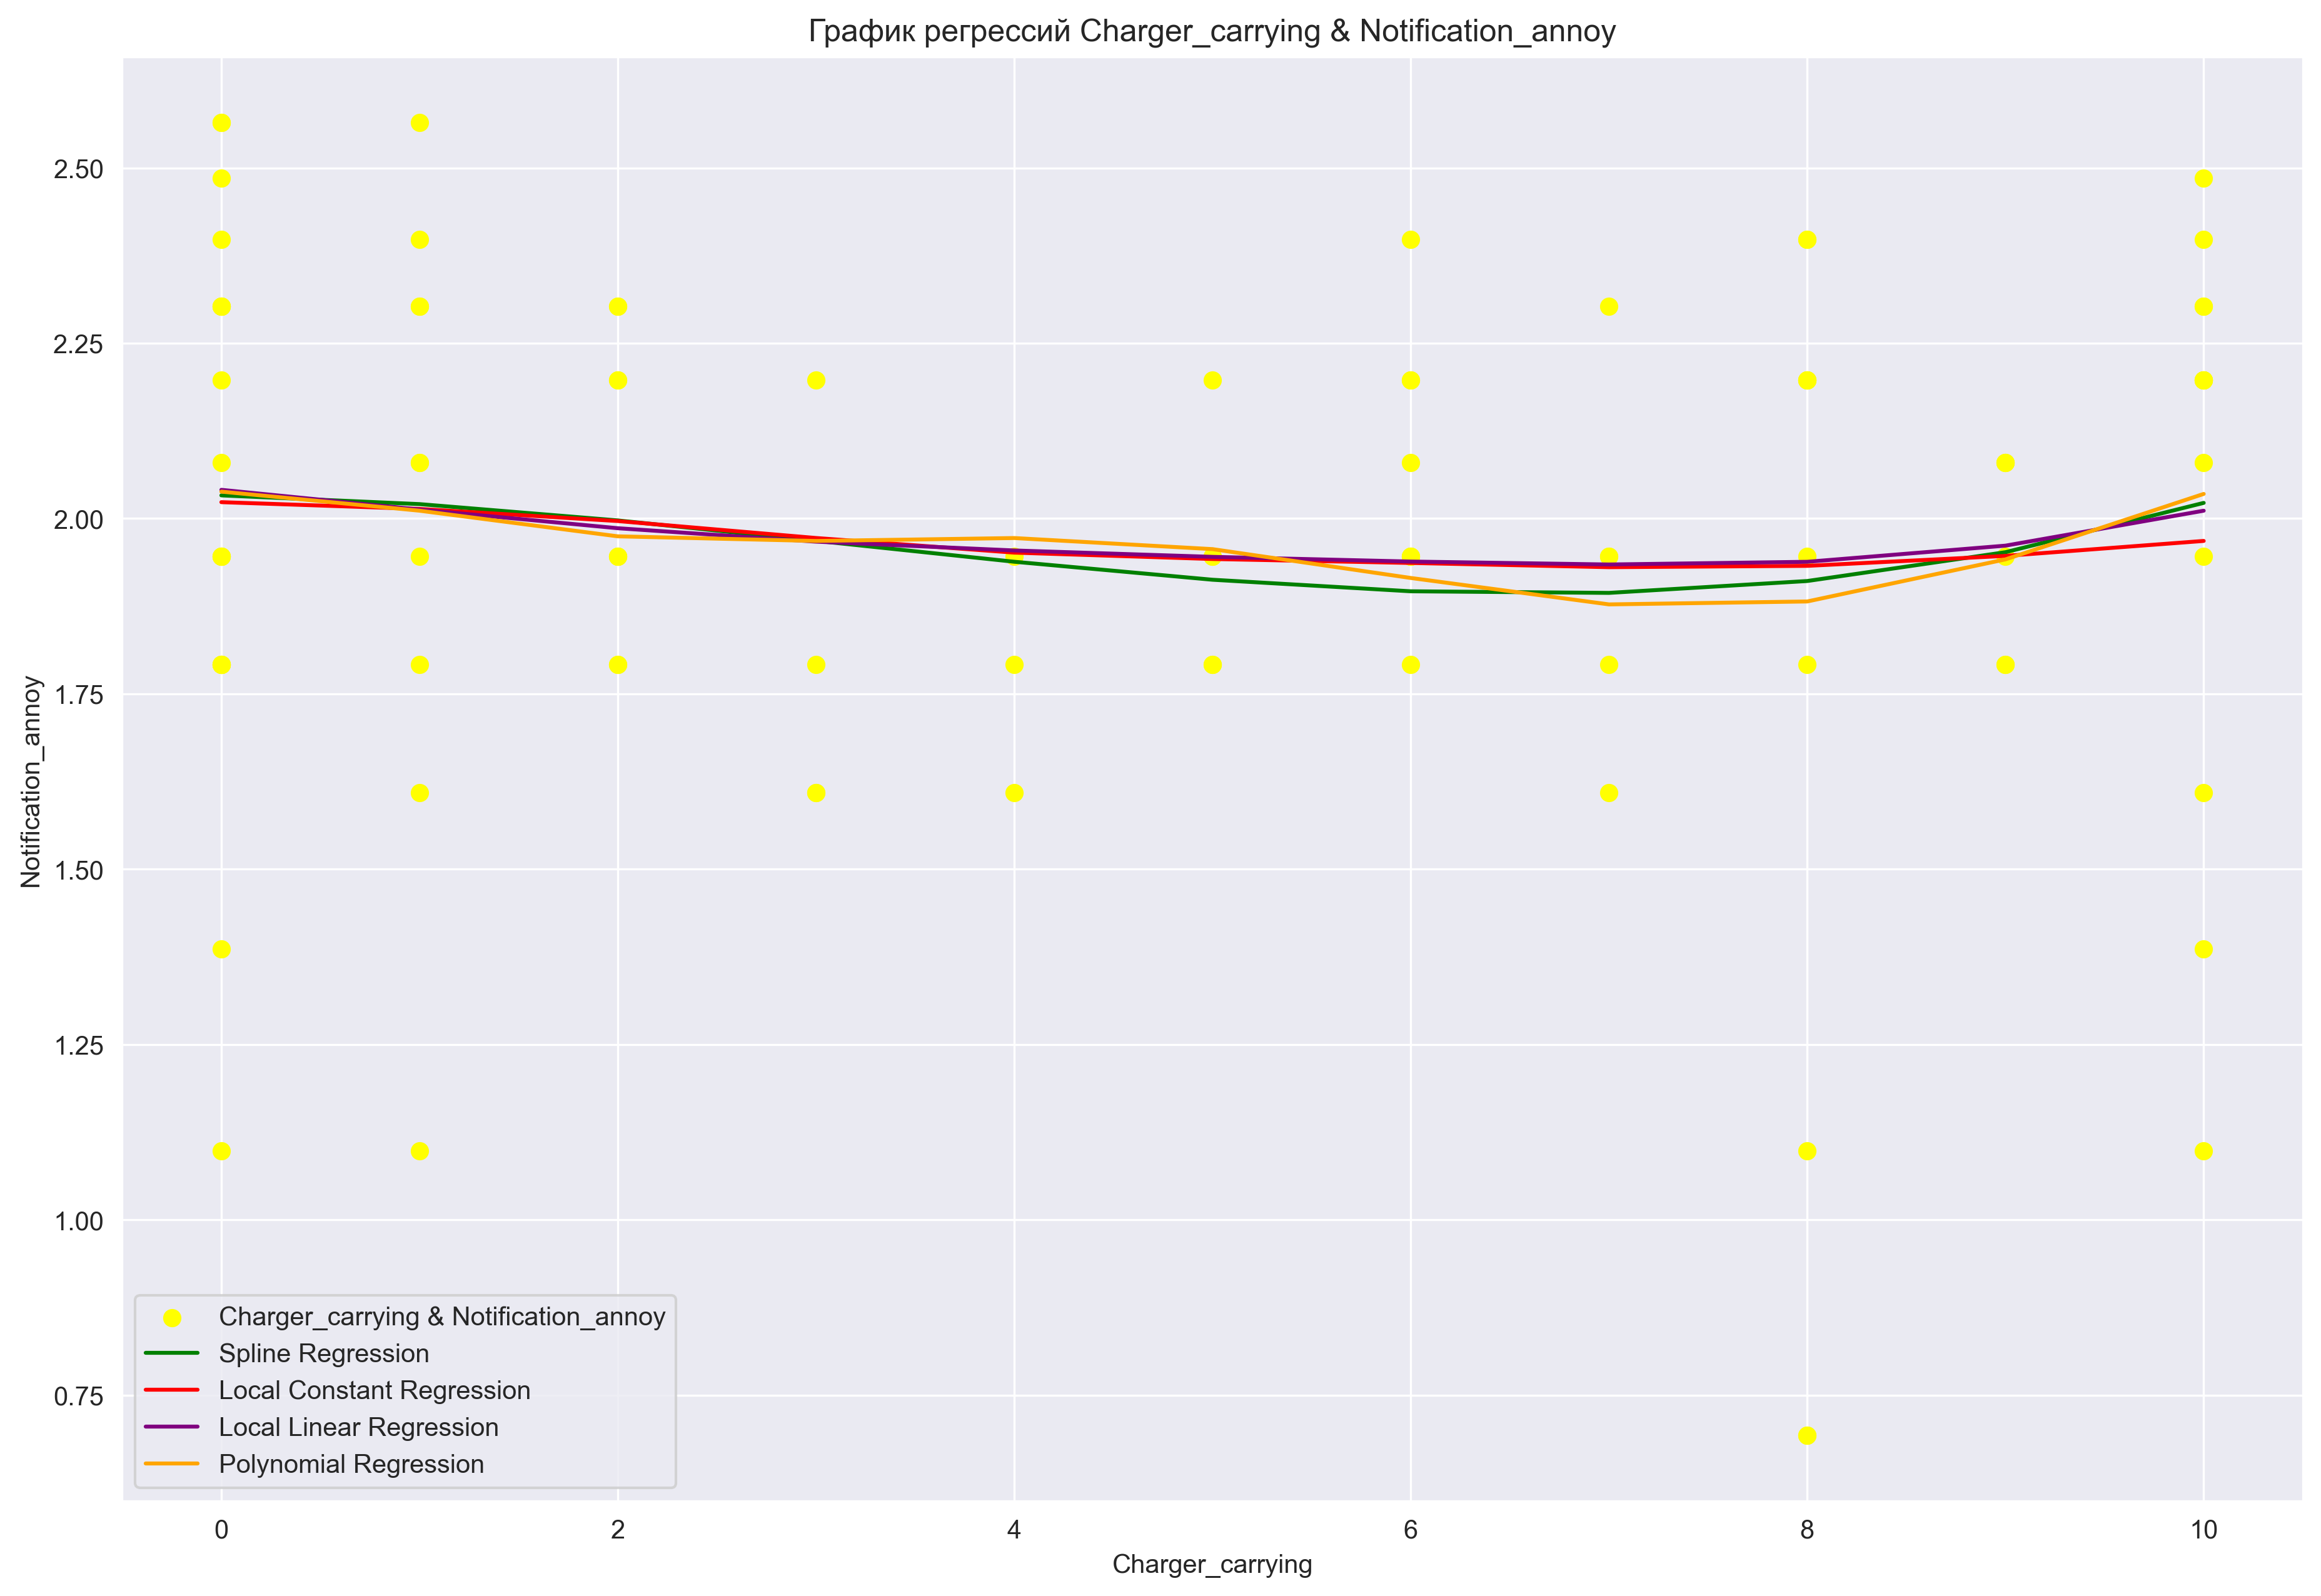 График регрессий Charger_carrying & Notification_annoy
Notification_annoy
2.50
2.25
2.00
1.75
1.50
1.25
1.00
0.75
Charger_carrying & Notification_annoy
Spline Regression
Local Constant Regression
Local Linear Regression
Polynomial Regression
0 2 4 6 8 10
Charger_carrying